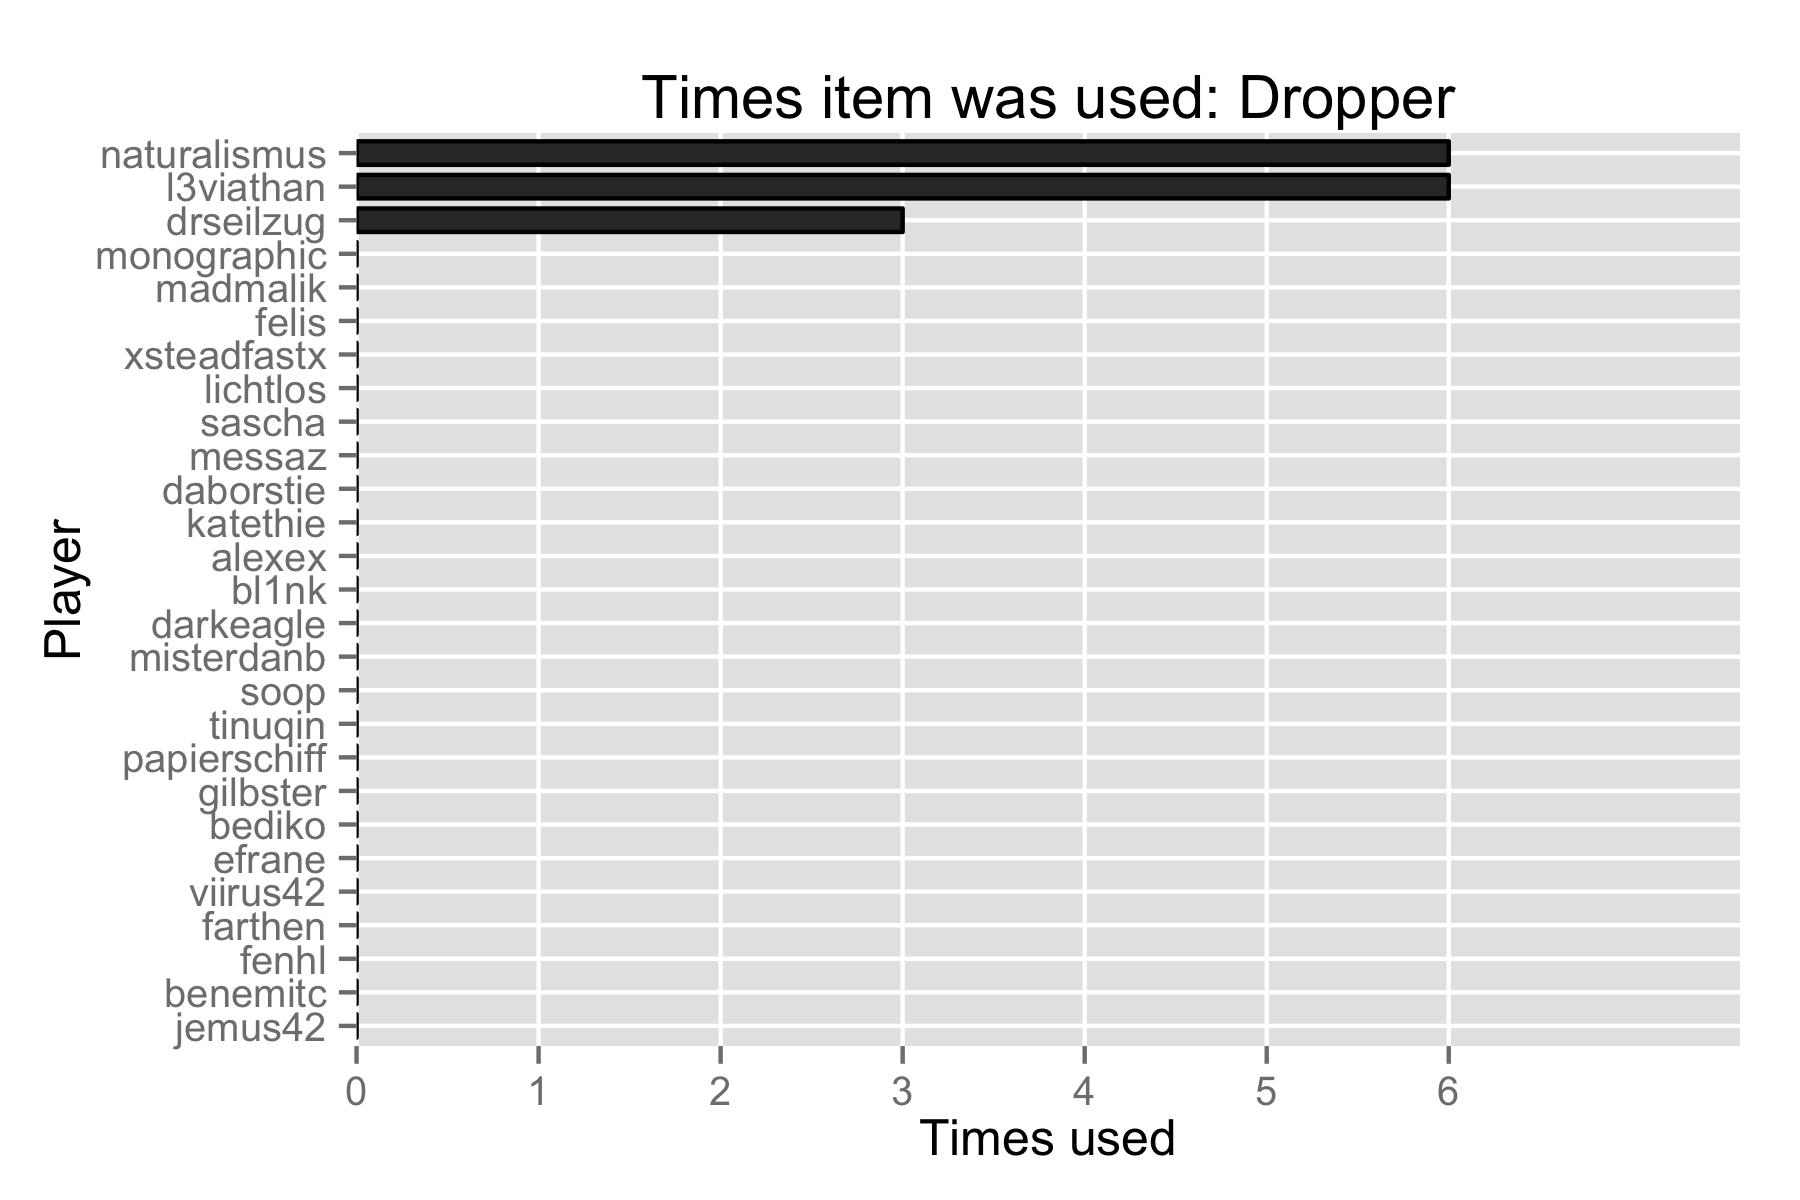 Times item was used: Dropper
naturalismus
l3viathan
drseilzug
monographic
madmalik
felis
xsteadfastx
lichtlos
sascha
messaz
daborstie
katethie
alexex
bl1nk
darkeagle
misterdanb
soop
tinuqin
papierschiff
gilbster
bediko
efrane
viirus42
farthen
fenhl
benemitc
jemus42
Player
0 1 2 3 4 5 6
Times used